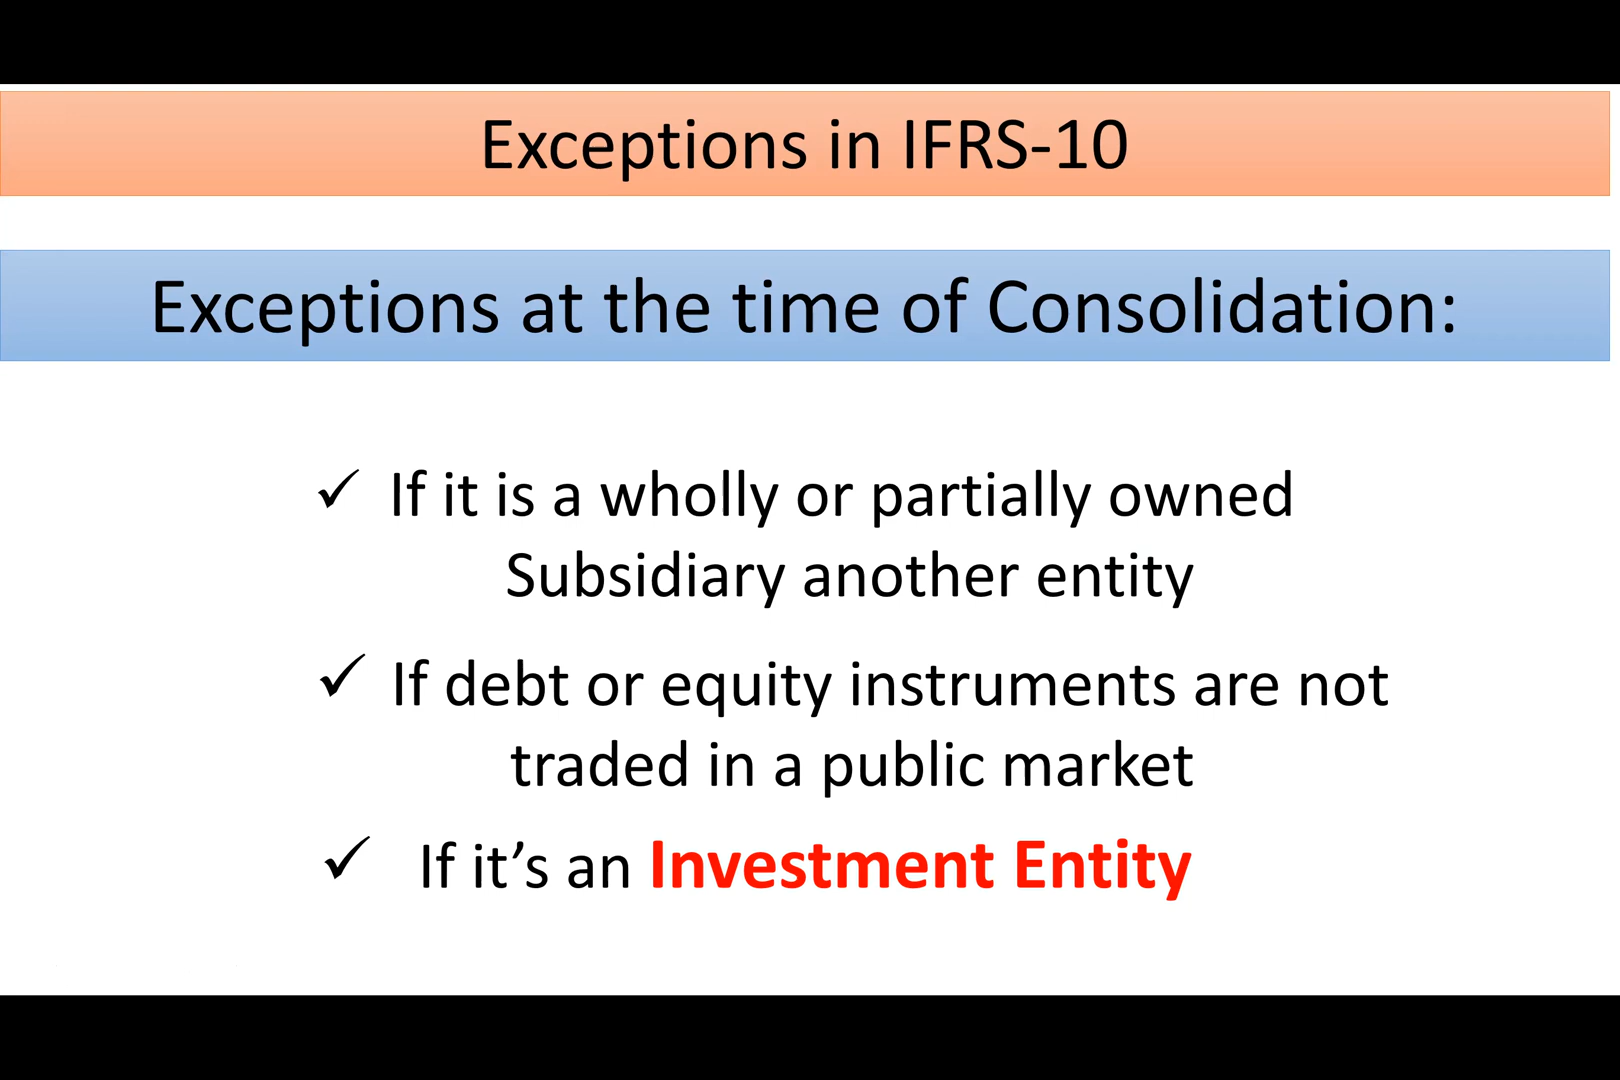 Exceptions in IFRS-10
Exceptions at the time of Consolidation:
✓ If it is a wholly or partially owned
Subsidiary another entity
✓ If debt or equity instruments are not
traded in a public market
✓ If it’s an Investment Entity